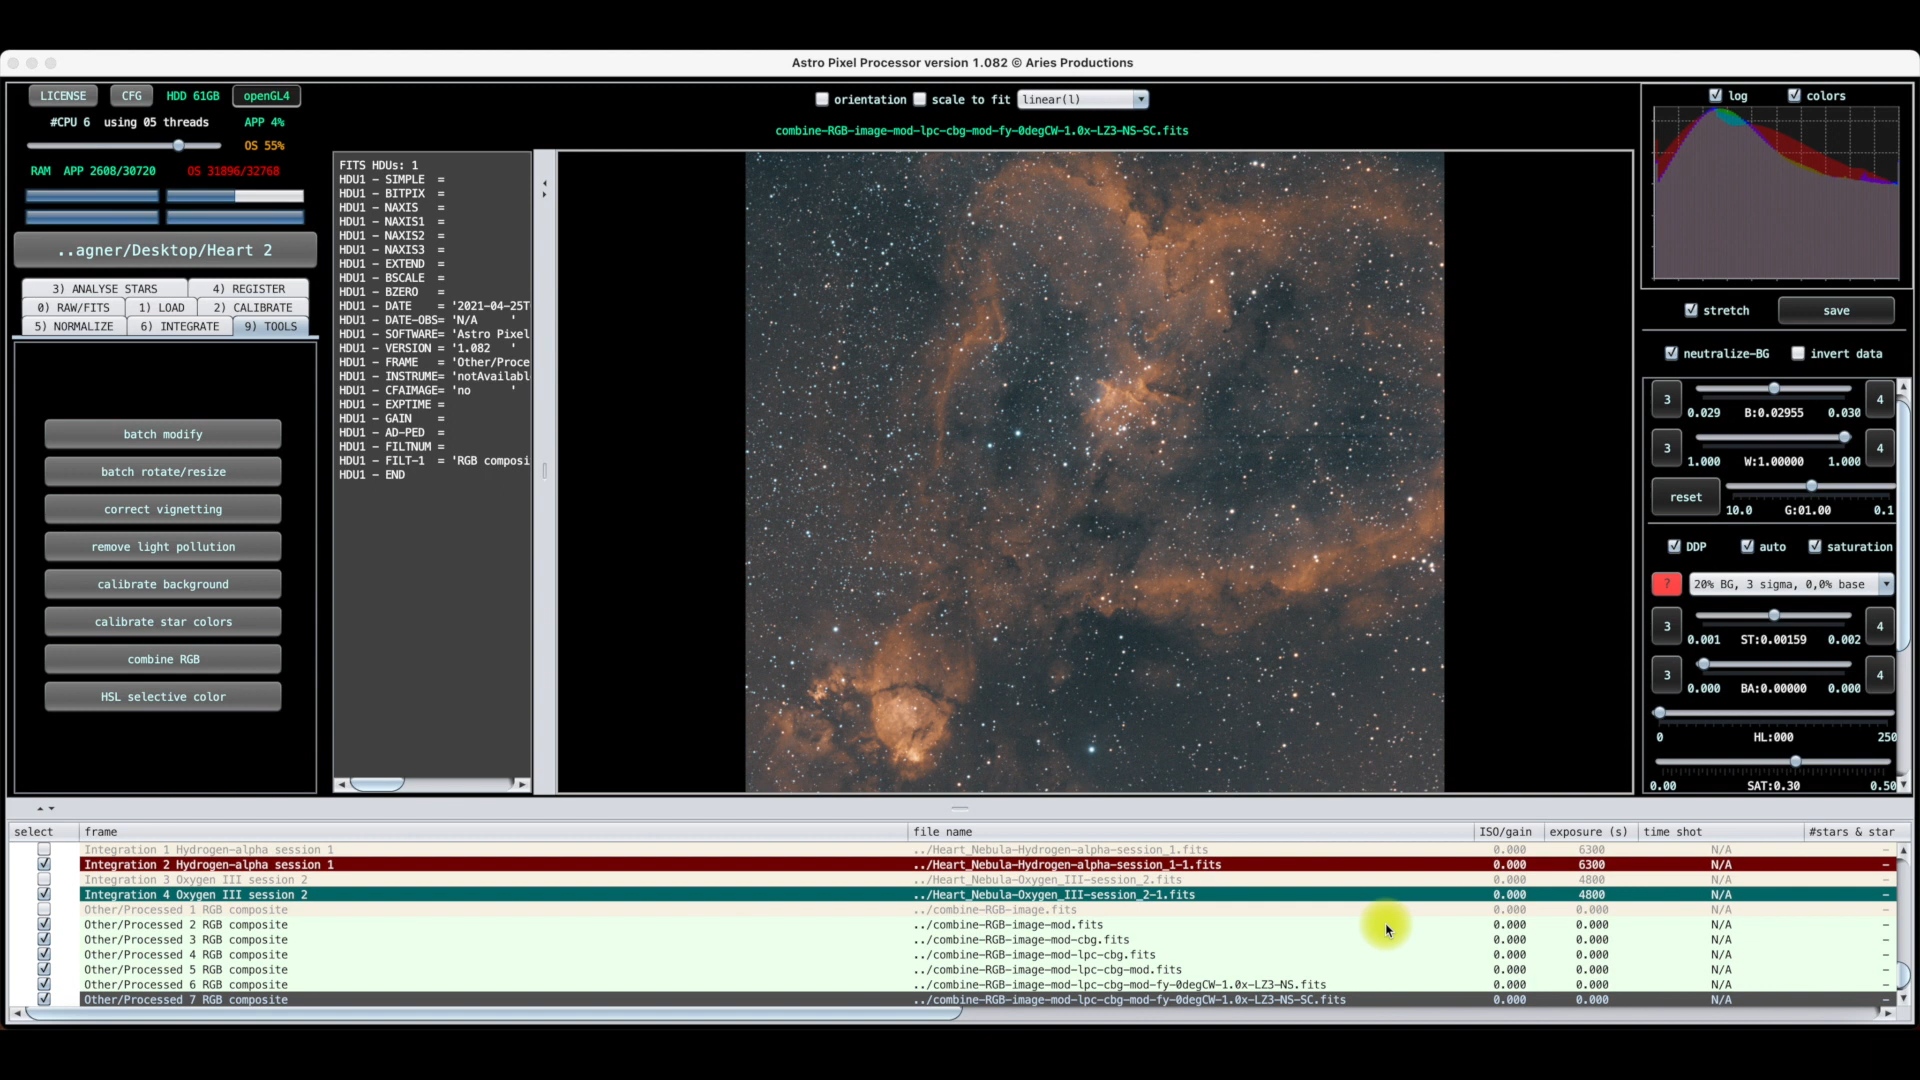 Astro Pixel Processor version 1.082 © Aries Productions
LICENSE CFG HDD 61GB openGL4
#CPU 6 using 05 threads APP 4%
OS 55%
RAM APP 2608/30720 OS 31896/32768
..agner/Desktop/Heart 2
3) ANALYSE STARS 4) REGISTER
0) RAW/FITS 1) LOAD 2) CALIBRATE
5) NORMALIZE 6) INTEGRATE 9) TOOLS
batch modify
batch rotate/resize
correct vignetting
remove light pollution
calibrate background
calibrate star colors
combine RGB
HSL selective color
orientation scale to fit linear(l)
combine-RGB-image-mod-lpc-cbg-mod-fy-0degCW-1.0x-LZ3-NS-SC.fits
FITS HDUs: 1
HDU1 - SIMPLE =
HDU1 - BITPIX =
HDU1 - NAXIS =
HDU1 - NAXIS1 =
HDU1 - NAXIS2 =
HDU1 - NAXIS3 =
HDU1 - EXTEND =
HDU1 - BSCALE =
HDU1 - BZERO =
HDU1 - DATE = '2021-04-25T
HDU1 - DATE-OBS= 'N/A '
HDU1 - SOFTWARE= 'Astro Pixel
HDU1 - VERSION = '1.082 '
HDU1 - FRAME = 'Other/Proce
HDU1 - INSTRUME= 'notAvailabl
HDU1 - CFAIMAGE= 'no '
HDU1 - EXPTIME =
HDU1 - GAIN =
HDU1 - AD-PED =
HDU1 - FILTNUM =
HDU1 - FILT-1 = 'RGB composi
HDU1 - END
log colors
stretch save
neutralize-BG invert data
3 0.029 B:0.02955 0.030 4
3 1.000 W:1.00000 1.000 4
reset 10.0 G:01.00 0.1
DDP auto saturation
? 20% BG, 3 sigma, 0,0% base
3 0.001 ST:0.00159 0.002 4
3 0.000 BA:0.00000 0.000 4
0 HL:000 250
0.00 SAT:0.30 0.50
select frame file name ISO/gain exposure (s) time shot #stars & star
Integration 1 Hydrogen-alpha session 1 ../Heart_Nebula-Hydrogen-alpha-session_1.fits 0.000 6300 N/A -
Integration 2 Hydrogen-alpha session 1 ../Heart_Nebula-Hydrogen-alpha-session_1-1.fits 0.000 6300 N/A -
Integration 3 Oxygen III session 2 ../Heart_Nebula-Oxygen_III-session_2.fits 0.000 4800 N/A -
Integration 4 Oxygen III session 2 ../Heart_Nebula-Oxygen_III-session_2-1.fits 0.000 4800 N/A -
Other/Processed 1 RGB composite ../combine-RGB-image.fits 0.000 0.000 N/A -
Other/Processed 2 RGB composite ../combine-RGB-image-mod.fits 0.000 0.000 N/A -
Other/Processed 3 RGB composite ../combine-RGB-image-mod-cbg.fits 0.000 0.000 N/A -
Other/Processed 4 RGB composite ../combine-RGB-image-mod-lpc-cbg.fits 0.000 0.000 N/A -
Other/Processed 5 RGB composite ../combine-RGB-image-mod-lpc-cbg-mod.fits 0.000 0.000 N/A -
Other/Processed 6 RGB composite ../combine-RGB-image-mod-lpc-cbg-mod-fy-0degCW-1.0x-LZ3-NS.fits 0.000 0.000 N/A -
Other/Processed 7 RGB composite ../combine-RGB-image-mod-lpc-cbg-mod-fy-0degCW-1.0x-LZ3-NS-SC.fits 0.000 0.000 N/A -